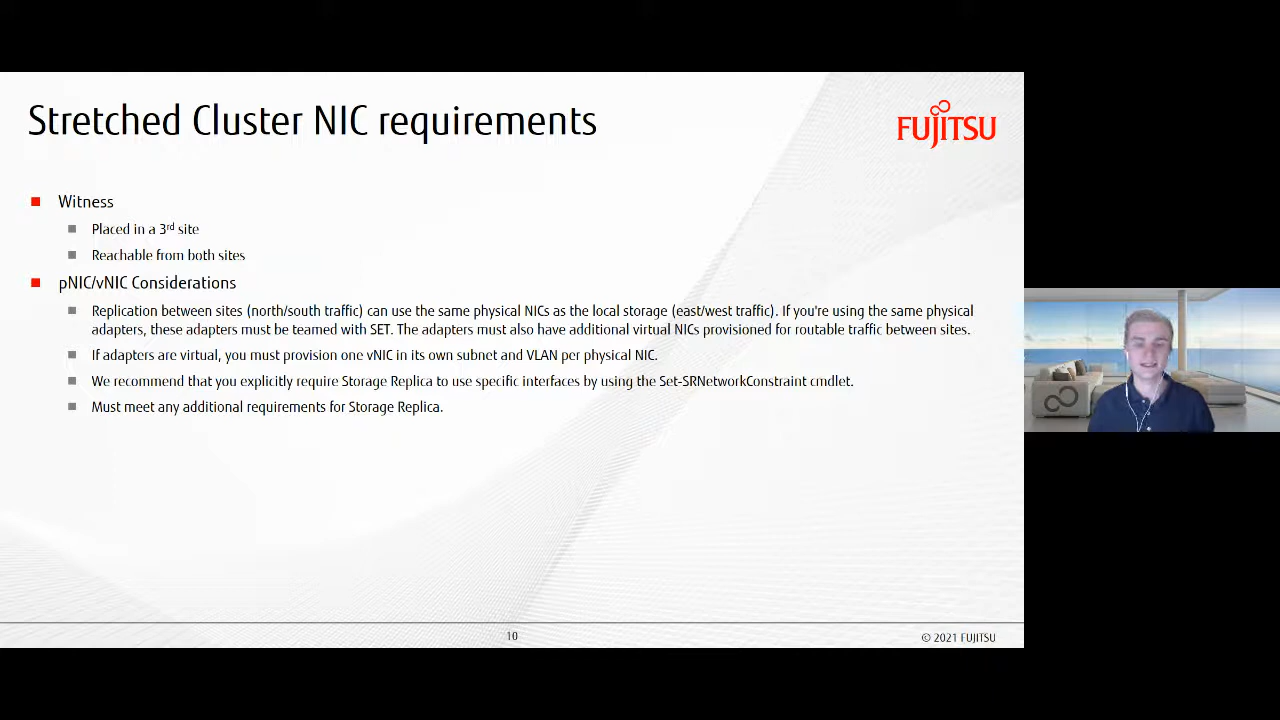 Stretched Cluster NIC requirements
FUJITSU
Witness
Placed in a 3rd site
Reachable from both sites
pNIC/vNIC Considerations
Replication between sites (north/south traffic) can use the same physical NICs as the local storage (east/west traffic). If you're using the same physical
adapters, these adapters must be teamed with SET. The adapters must also have additional virtual NICs provisioned for routable traffic between sites.
If adapters are virtual, you must provision one vNIC in its own subnet and VLAN per physical NIC.
We recommend that you explicitly require Storage Replica to use specific interfaces by using the Set-SRNetworkConstraint cmdlet.
Must meet any additional requirements for Storage Replica.
10
© 2021 FUJITSU